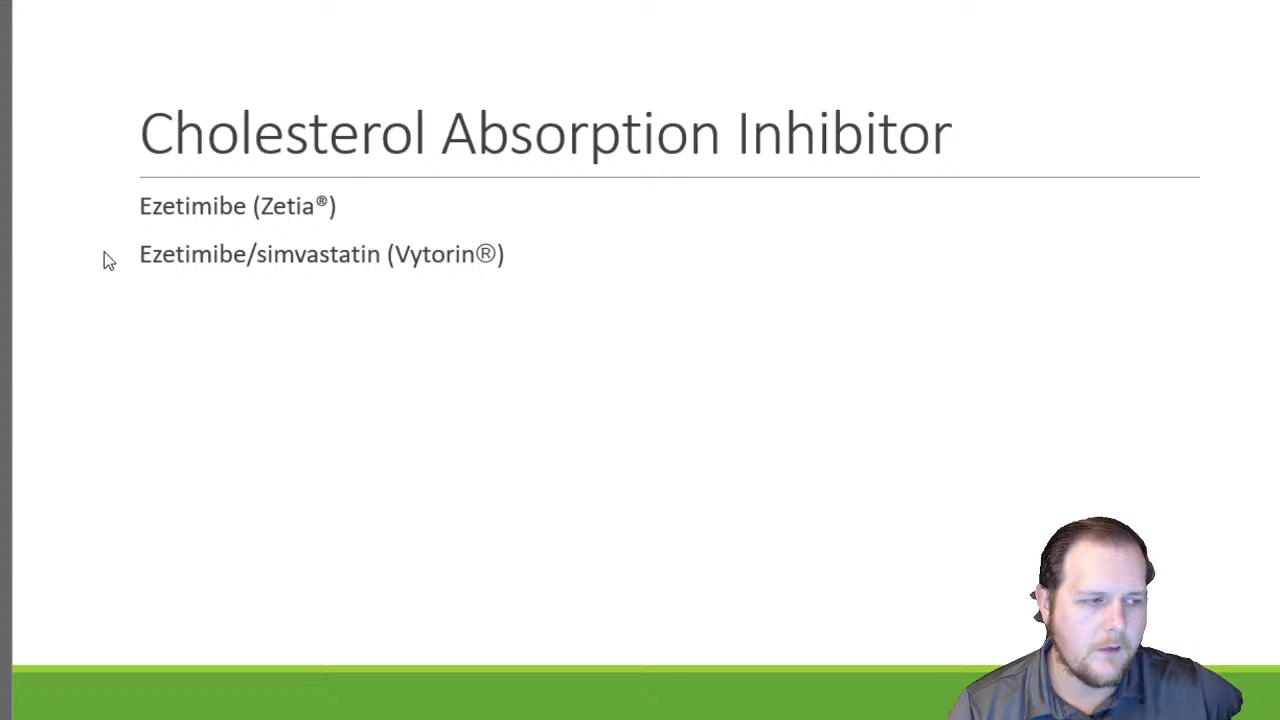 Cholesterol Absorption Inhibitor
Ezetimibe (Zetia®)
Ezetimibe/simvastatin (Vytorin®)